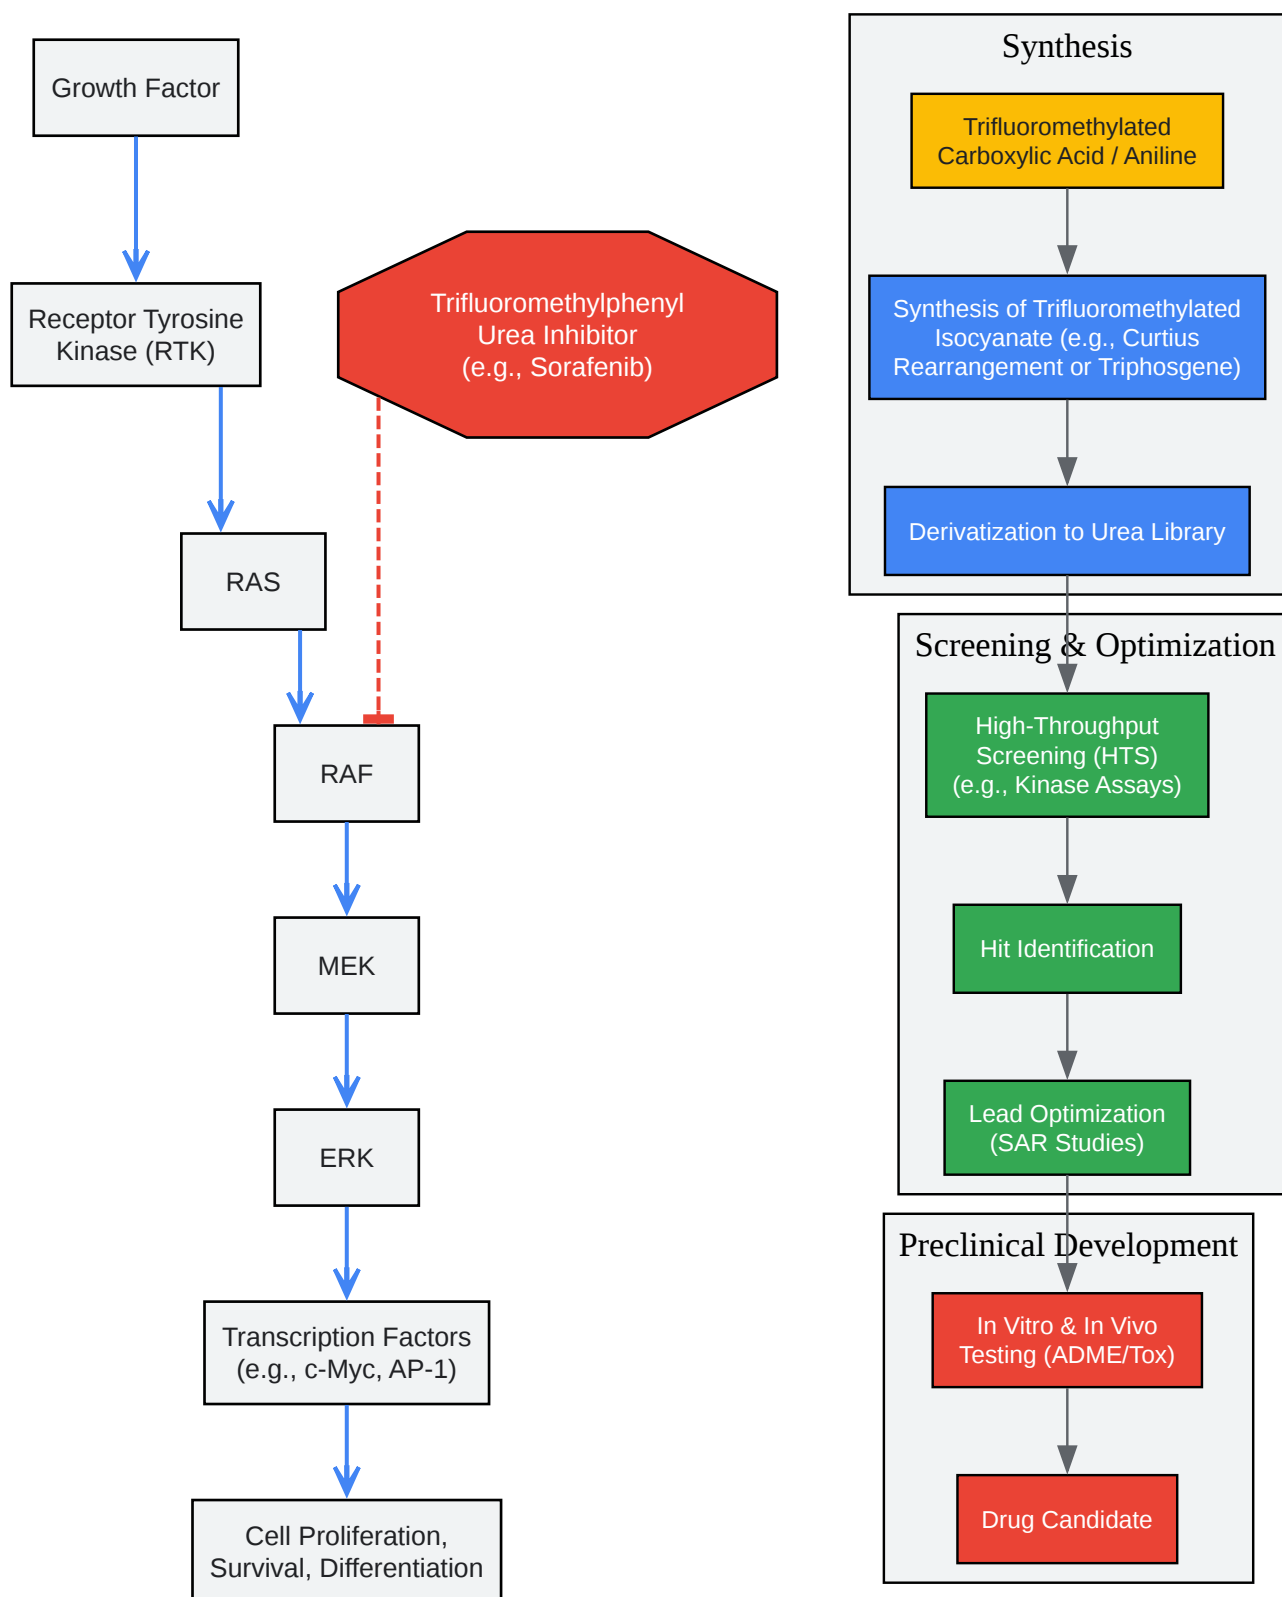 Growth Factor
Receptor Tyrosine
Kinase (RTK)
Trifluoromethylphenyl
Urea Inhibitor
(e.g., Sorafenib)
RAS
RAF
MEK
ERK
Transcription Factors
(e.g., c-Myc, AP-1)
Cell Proliferation,
Survival, Differentiation
Synthesis
Trifluoromethylated
Carboxylic Acid / Aniline
Synthesis of Trifluoromethylated
Isocyanate (e.g., Curtius
Rearrangement or Triphosgene)
Derivatization to Urea Library
Screening & Optimization
High-Throughput
Screening (HTS)
(e.g., Kinase Assays)
Hit Identification
Lead Optimization
(SAR Studies)
Preclinical Development
In Vitro & In Vivo
Testing (ADME/Tox)
Drug Candidate